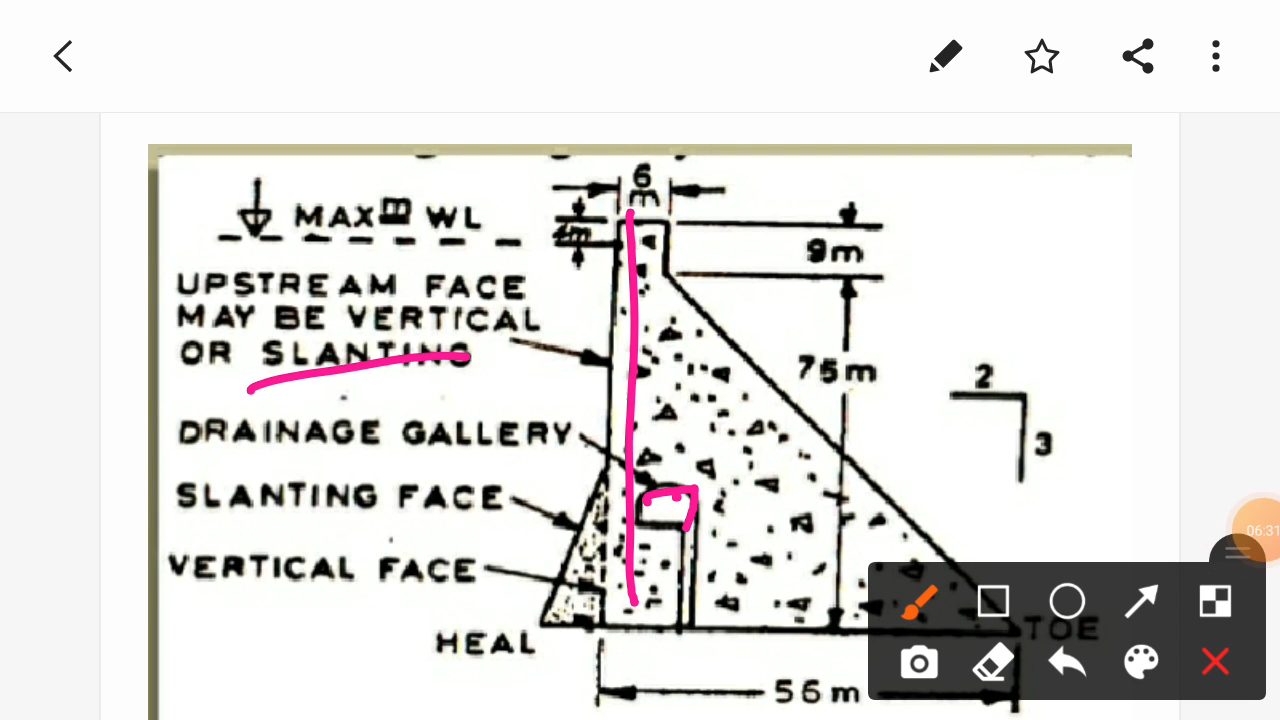 6
m
MAXᴹ WL
4m
9m
UPSTREAM FACE
MAY BE VERTICAL
OR SLANTING
75m
2
3
DRAINAGE GALLERY
SLANTING FACE
VERTICAL FACE
06:31
HEAL
TOE
56m